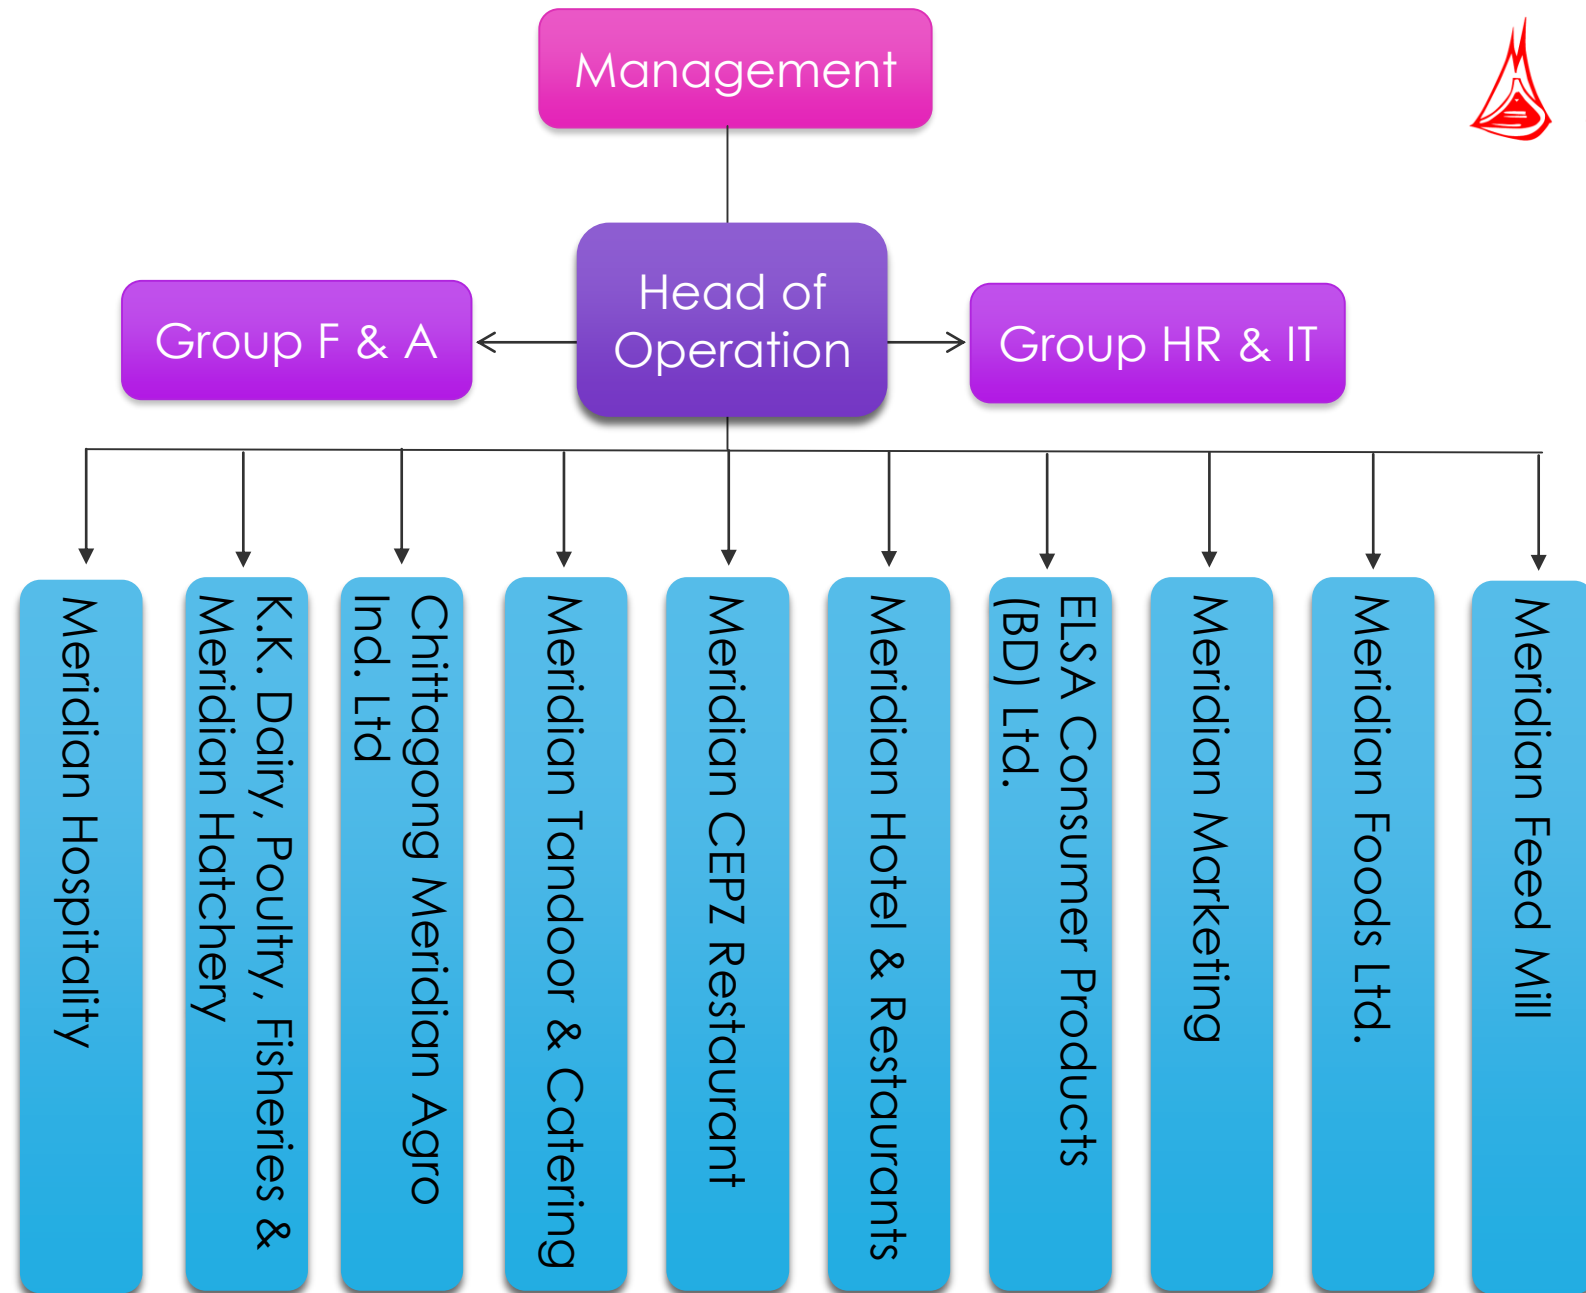 Management
Head of
Operation
Group F & A
Group HR & IT
Meridian Hospitality
K.K. Dairy, Poultry, Fisheries &
Meridian Hatchery
Chittagong Meridian Agro
Ind. Ltd
Meridian Tandoor & Catering
Meridian CEPZ Restaurant
Meridian Hotel & Restaurants
ELSA Consumer Products
(BD) Ltd.
Meridian Marketing
Meridian Foods Ltd.
Meridian Feed Mill